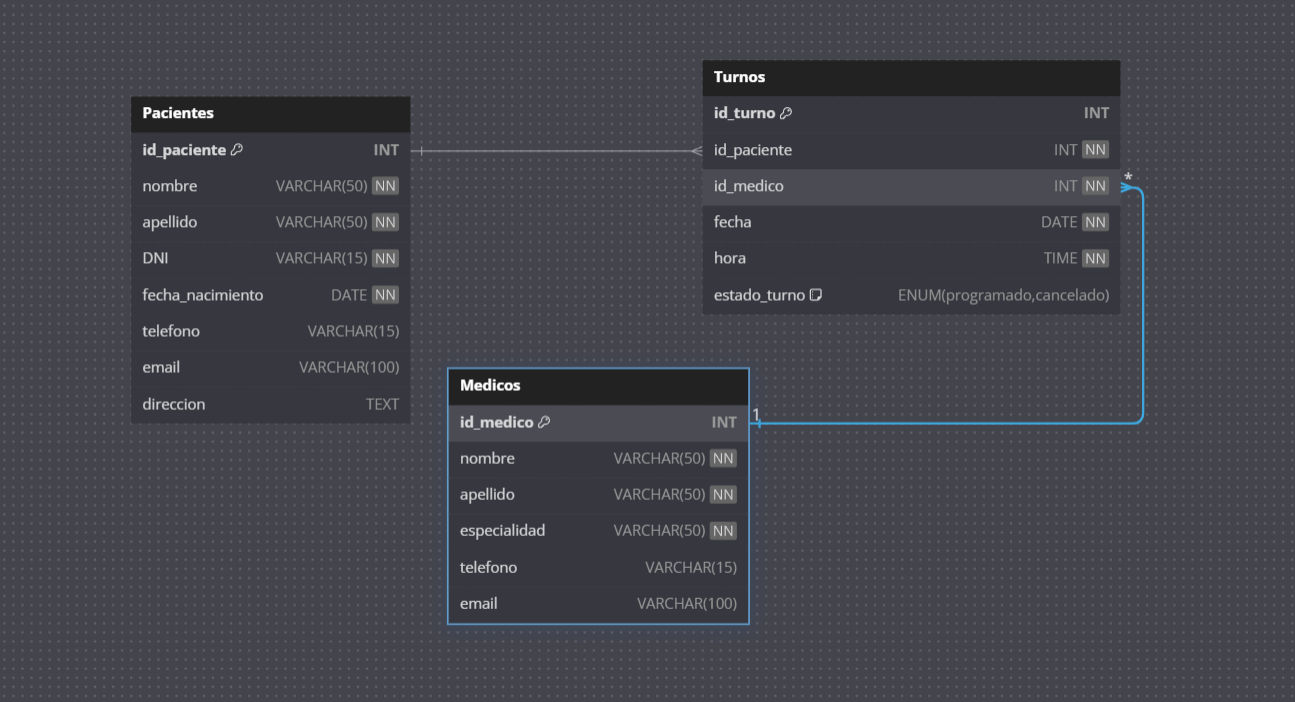 Pacientes
id_paciente INT
nombre VARCHAR(50) NN
apellido VARCHAR(50) NN
DNI VARCHAR(15) NN
fecha_nacimiento DATE NN
telefono VARCHAR(15)
email VARCHAR(100)
direccion TEXT
Turnos
id_turno INT
id_paciente INT NN
id_medico INT NN *
fecha DATE NN
hora TIME NN
estado_turno ENUM(programado,cancelado)
Medicos
id_medico INT 1
nombre VARCHAR(50) NN
apellido VARCHAR(50) NN
especialidad VARCHAR(50) NN
telefono VARCHAR(15)
email VARCHAR(100)